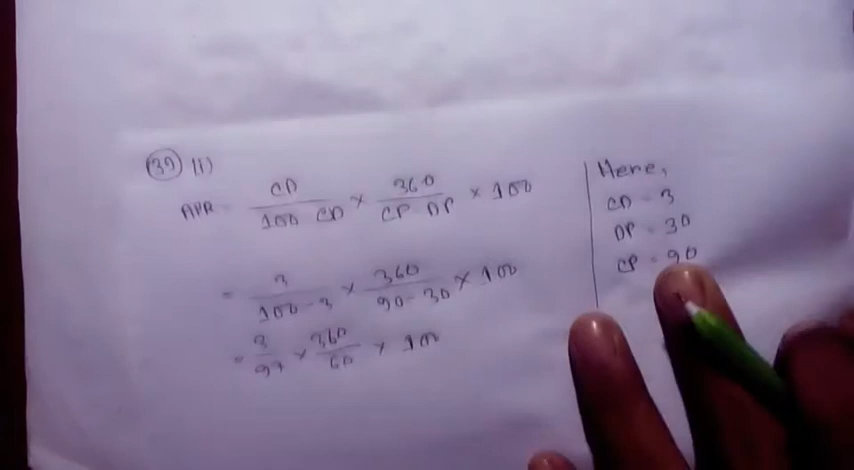 39 (i)
APR = CD / 100 - CD × 360 / CP - DP × 100
= 3 / 100 - 3 × 360 / 90 - 30 × 100
= 3 / 97 × 360 / 60 × 100
Here,
CD = 3
DP = 30
CP = 90